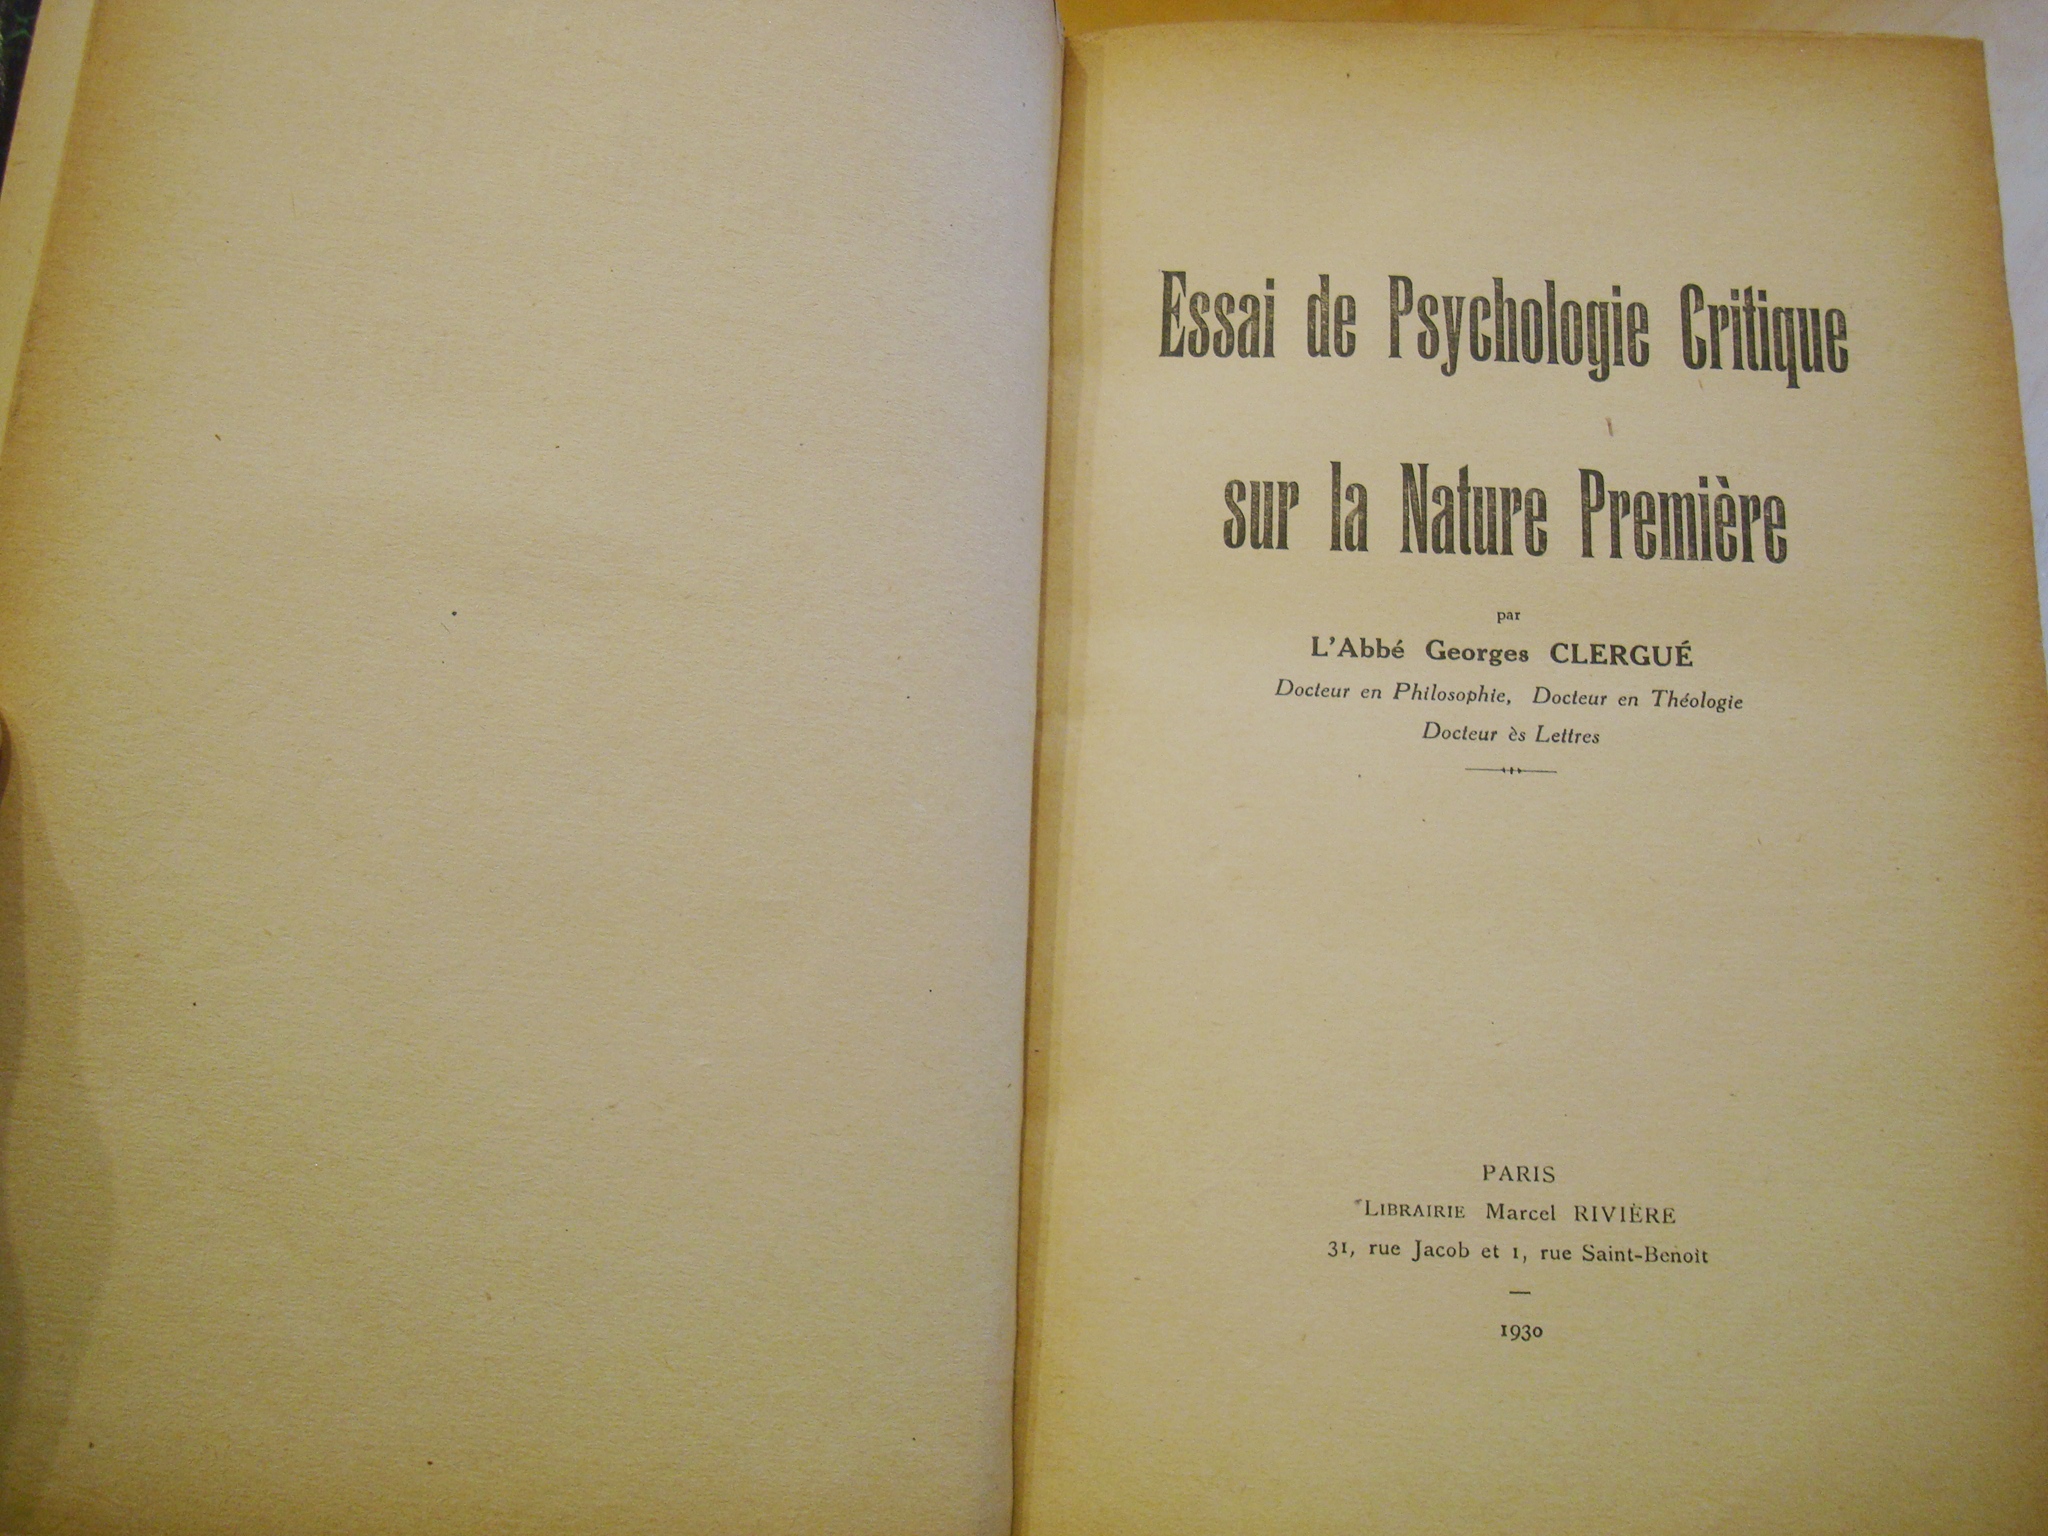 Essai de Psychologie Critique
sur la Nature Première
par
L'Abbé Georges CLERGUÉ
Docteur en Philosophie, Docteur en Théologie
Docteur ès Lettres
PARIS
LIBRAIRIE Marcel RIVIÈRE
31, rue Jacob et 1, rue Saint-Benoît
—
1930